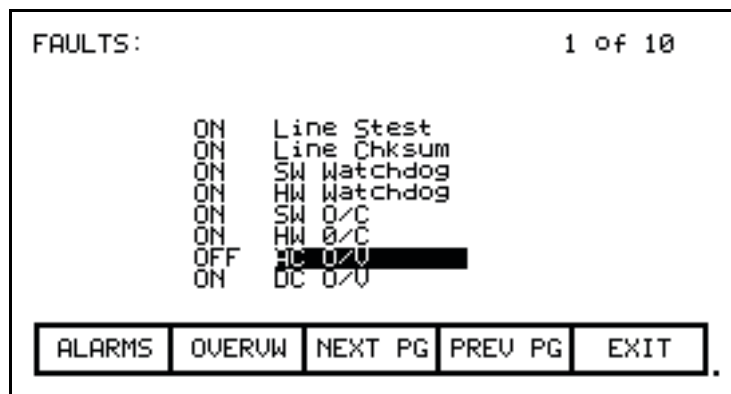 FAULTS: 1 of 10
ON Line Stest
ON Line Chksum
ON SW Watchdog
ON HW Watchdog
ON SW O/C
ON HW O/C
OFF AC O/V
ON DC O/V
ALARMS OVERVW NEXT PG PREV PG EXIT